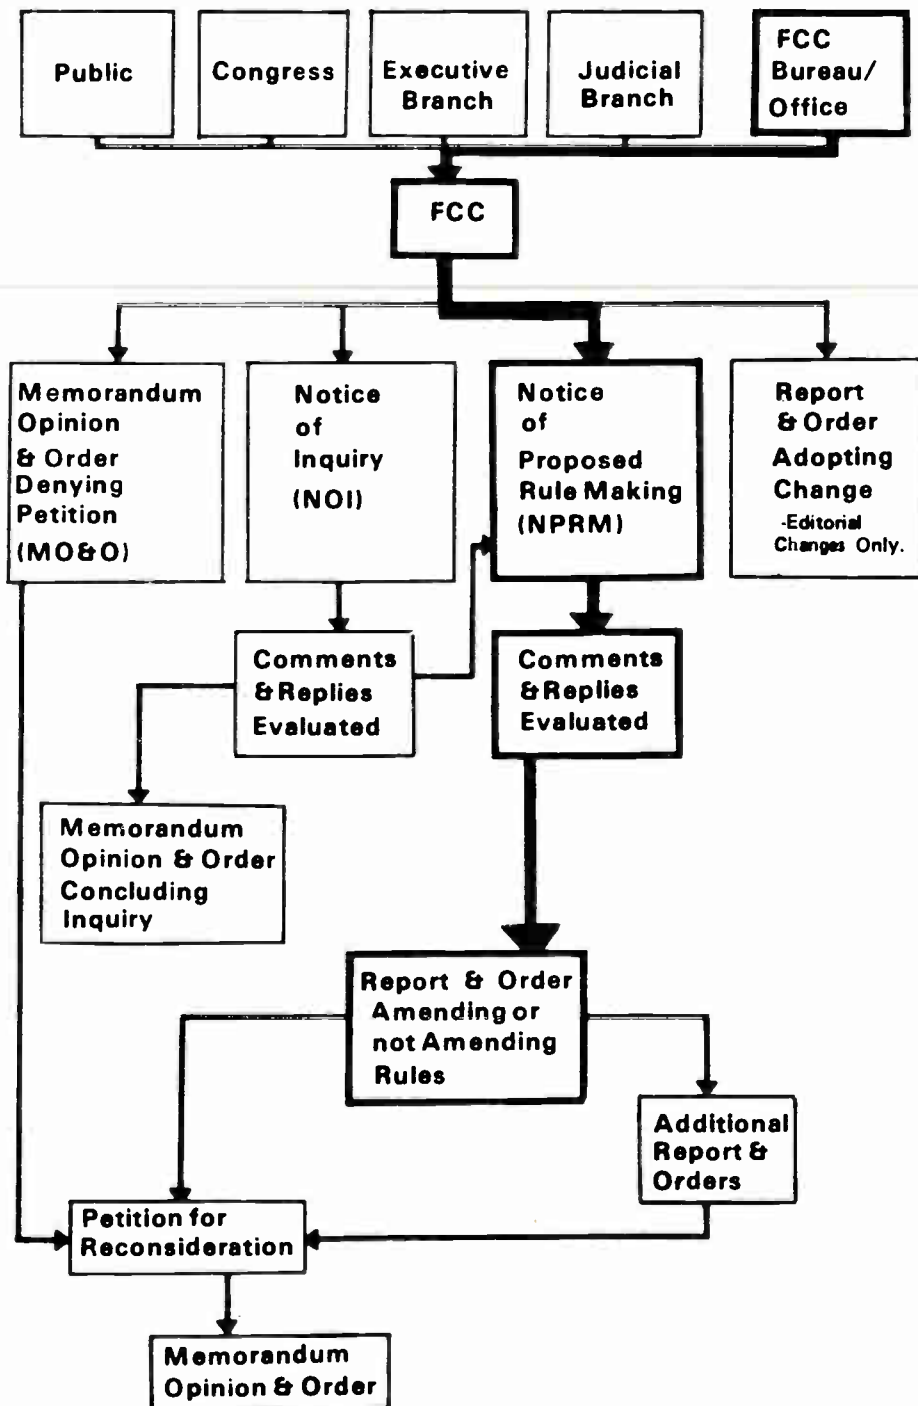 Public
Congress
Executive
Branch
Judicial
Branch
FCC
Bureau/
Office
FCC
Memorandum
Opinion
& Order
Denying
Petition
(MO&O)
Notice
of
Inquiry
(NOI)
Notice
of
Proposed
Rule Making
(NPRM)
Report
& Order
Adopting
Change
-Editorial
Changes Only.
Comments
& Replies
Evaluated
Comments
& Replies
Evaluated
Memorandum
Opinion & Order
Concluding
Inquiry
Report & Order
Amending or
not Amending
Rules
Additional
Report &
Orders
Petition for
Reconsideration
Memorandum
Opinion & Order